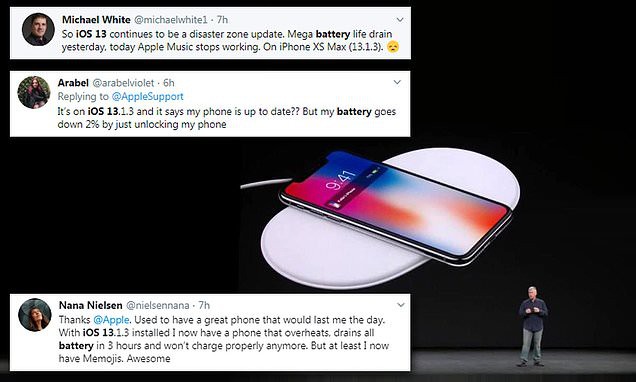 Michael White @michaelwhite1 · 7h
So iOS 13 continues to be a disaster zone update. Mega battery life drain
yesterday, today Apple Music stops working. On iPhone XS Max (13.1.3). 😞
Arabel @arabelviolet · 6h
Replying to @AppleSupport
It's on iOS 13.1.3 and it says my phone is up to date?? But my battery goes
down 2% by just unlocking my phone
9:41
Nana Nielsen @nielsennana · 7h
Thanks @Apple. Used to have a great phone that would last me the day.
With iOS 13.1.3 installed I now have a phone that overheats, drains all
battery in 3 hours and won't charge properly anymore. But at least I now
have Memojis. Awesome